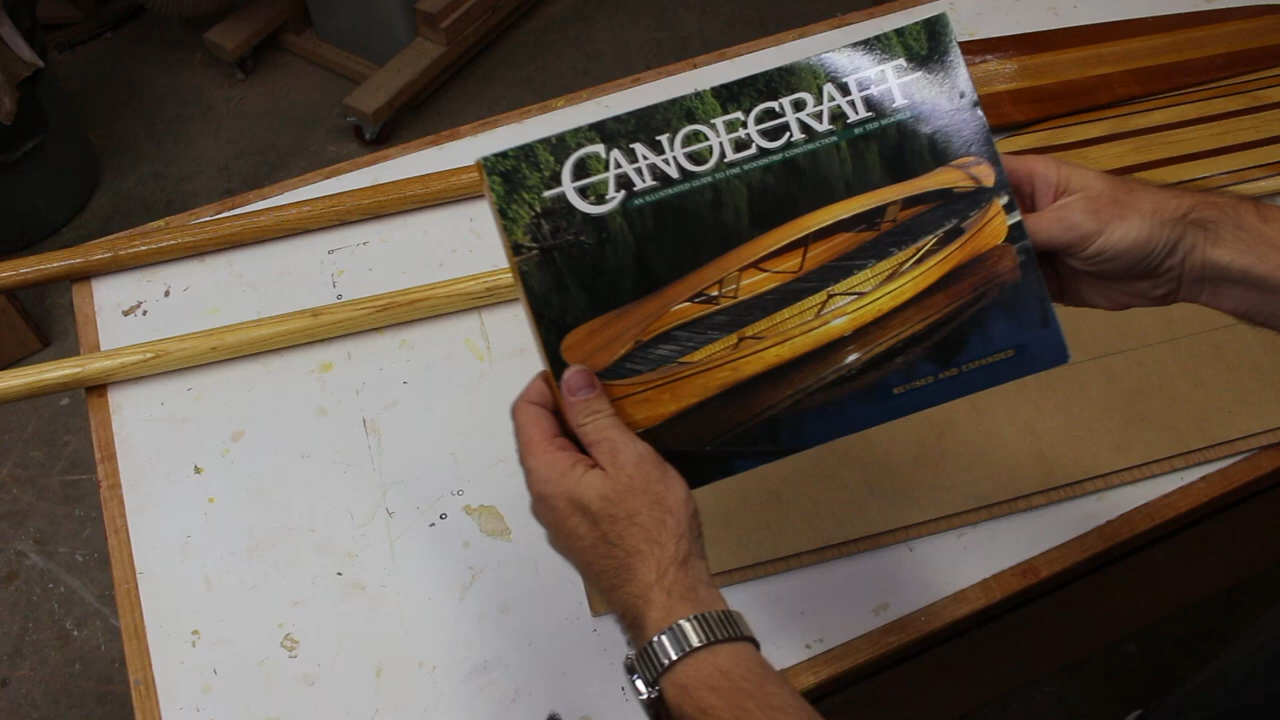 CANOECRAFT
AN ILLUSTRATED GUIDE TO FINE WOODSTRIP CONSTRUCTION BY TED MOORES
REVISED AND EXPANDED